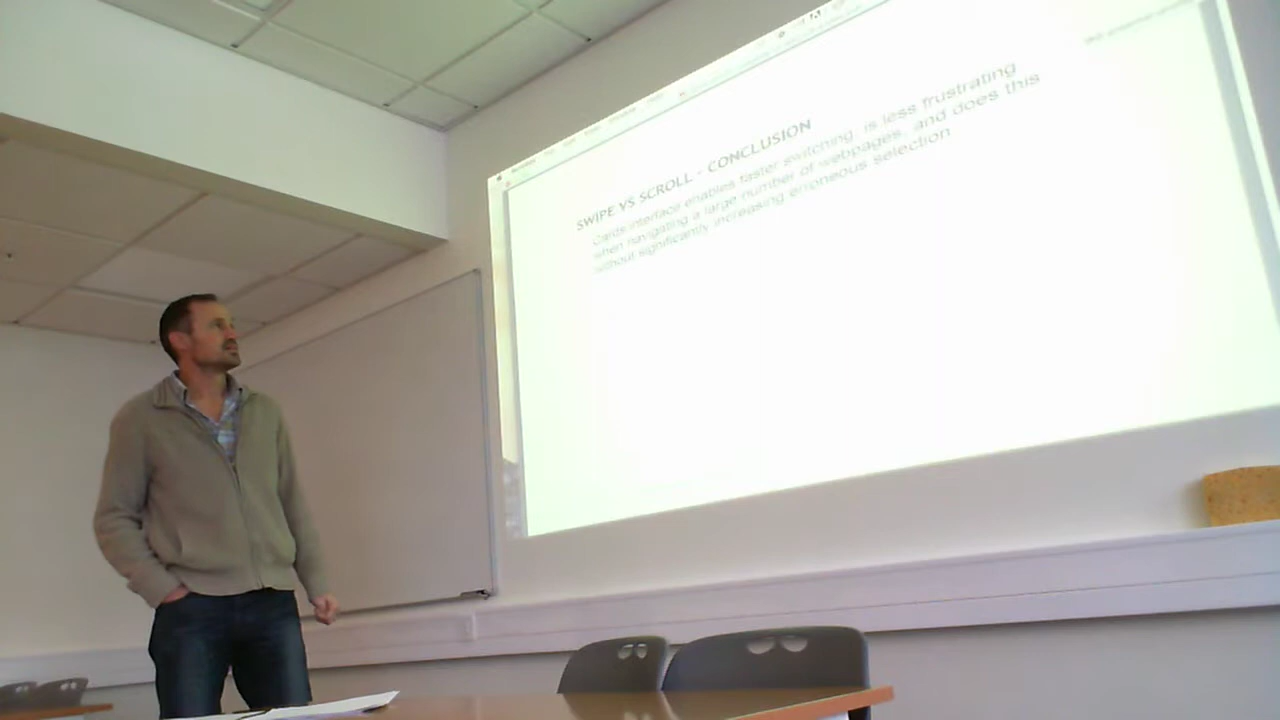 SWIPE VS SCROLL - CONCLUSION
Cards interface enables faster switching, is less frustrating
when navigating a large number of webpages, and does this
without significantly increasing erroneous selection